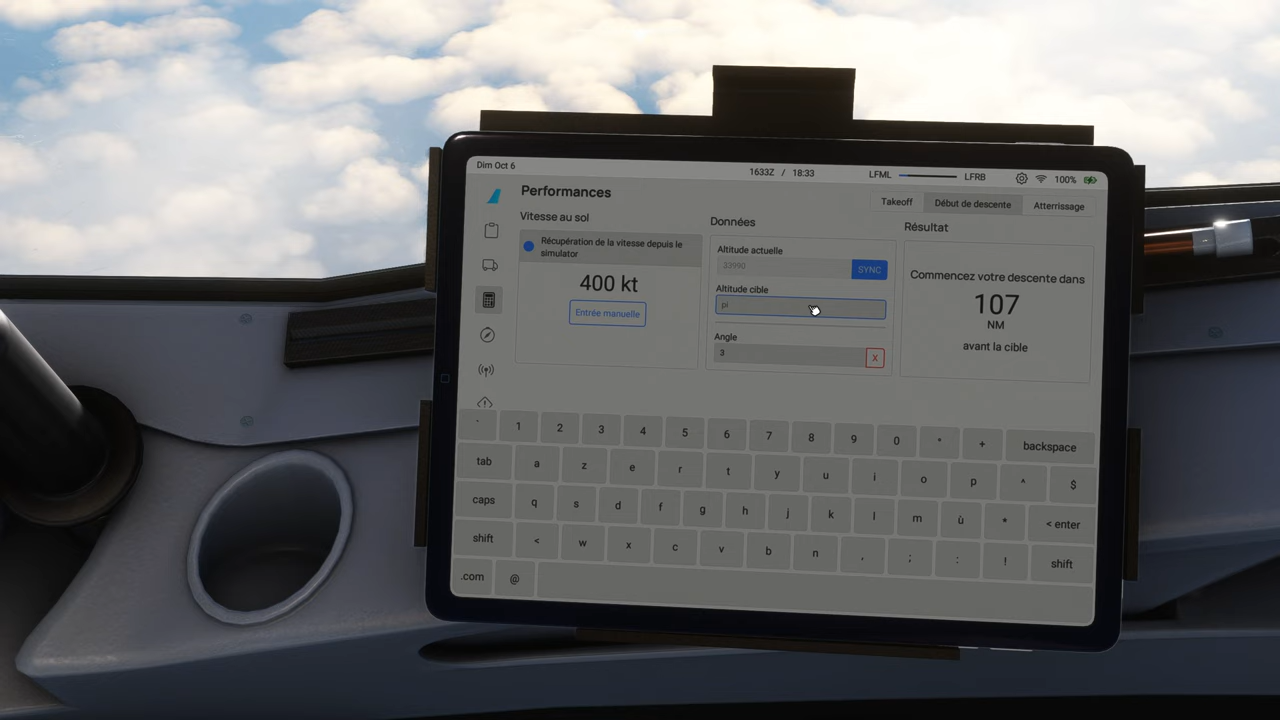 Dim Oct 6
1633Z / 18:33
LFML
LFRB
100%
Performances
Takeoff
Début de descente
Atterrissage
Vitesse au sol
Récupération de la vitesse depuis le
simulator
400 kt
Entrée manuelle
Données
Altitude actuelle
33990
SYNC
Altitude cible
pi
Angle
3
X
Résultat
Commencez votre descente dans
107
NM
avant la cible
1 2 3 4 5 6 7 8 9 0 + backspace
tab a z e r t y u i o p ^ $
caps q s d f g h j k l m ù * < enter
shift < w x c v b n . ; : ! shift
.com @